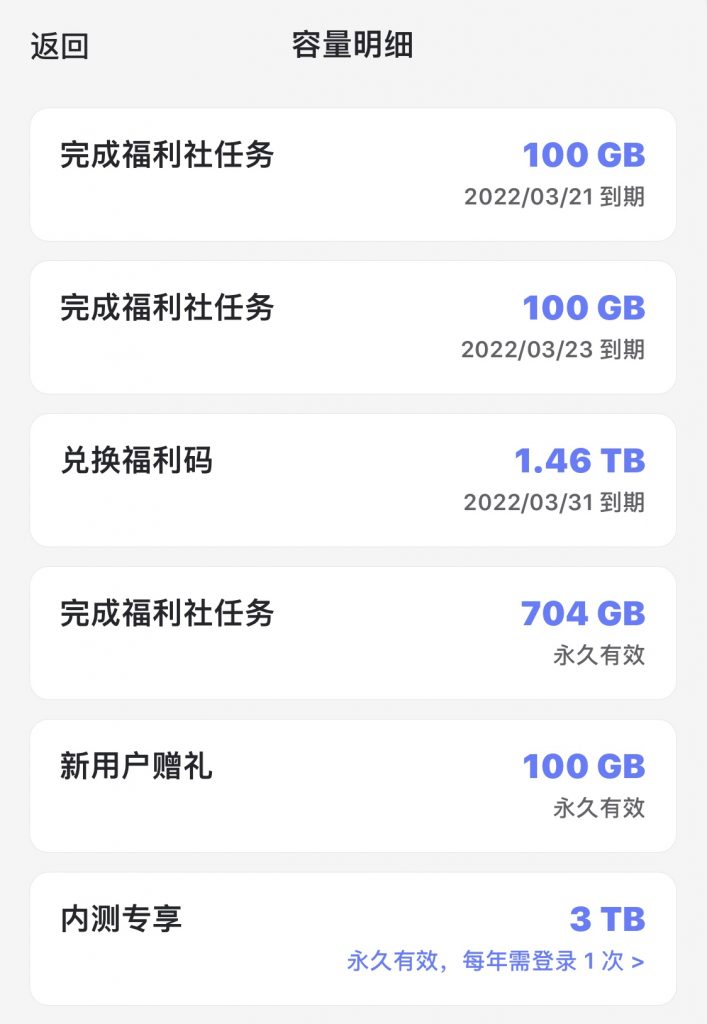 返回 容量明细
完成福利社任务 100 GB
2022/03/21 到期
完成福利社任务 100 GB
2022/03/23 到期
兑换福利码 1.46 TB
2022/03/31 到期
完成福利社任务 704 GB
永久有效
新用户赠礼 100 GB
永久有效
内测专享 3 TB
永久有效，每年需登录 1 次 >